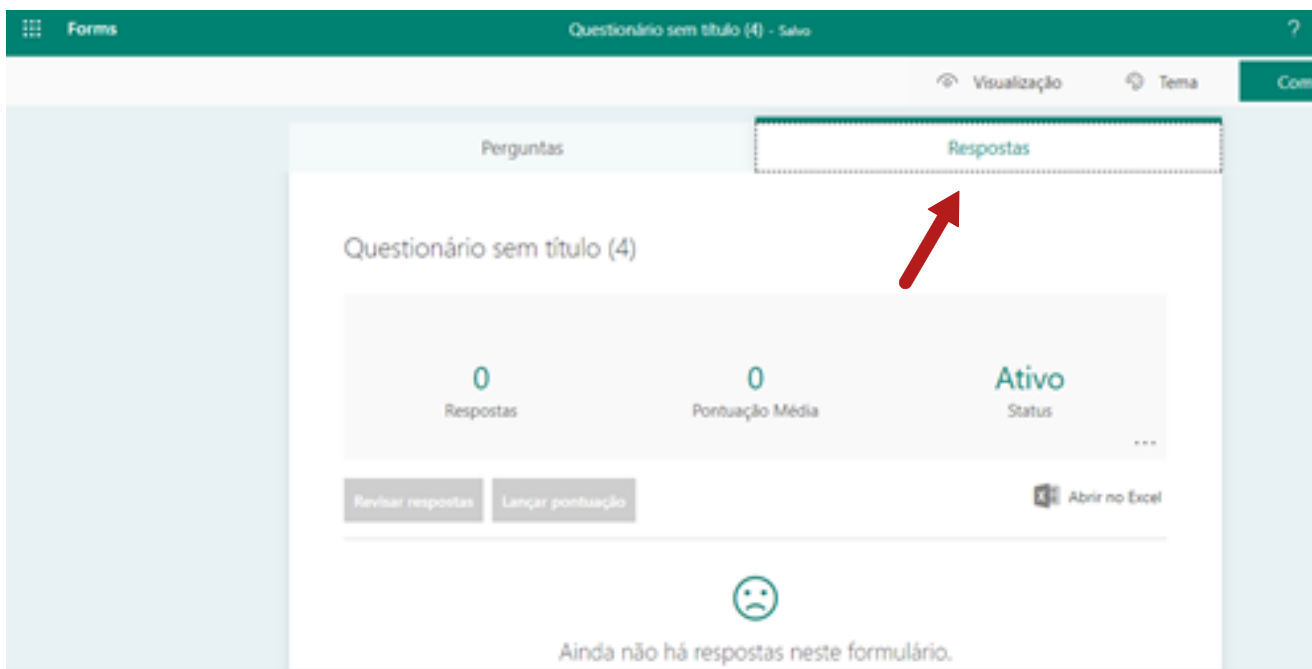 Forms
Questionário sem título (4) - Salvo
?
Visualização
Tema
Com
Perguntas
Respostas
Questionário sem título (4)
0
Respostas
0
Pontuação Média
Ativo
Status
...
Revisar respostas
Lançar pontuação
Abrir no Excel
Ainda não há respostas neste formulário.